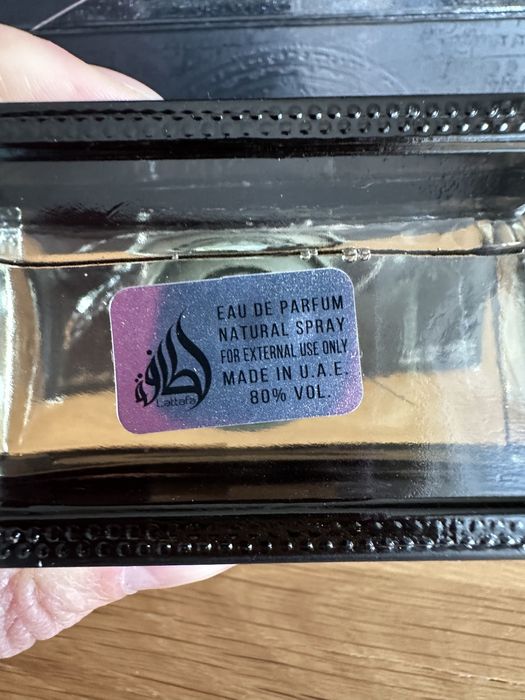 EAU DE PARFUM
NATURAL SPRAY
FOR EXTERNAL USE ONLY
MADE IN U.A.E.
80% VOL.
لطافة
Lattafa